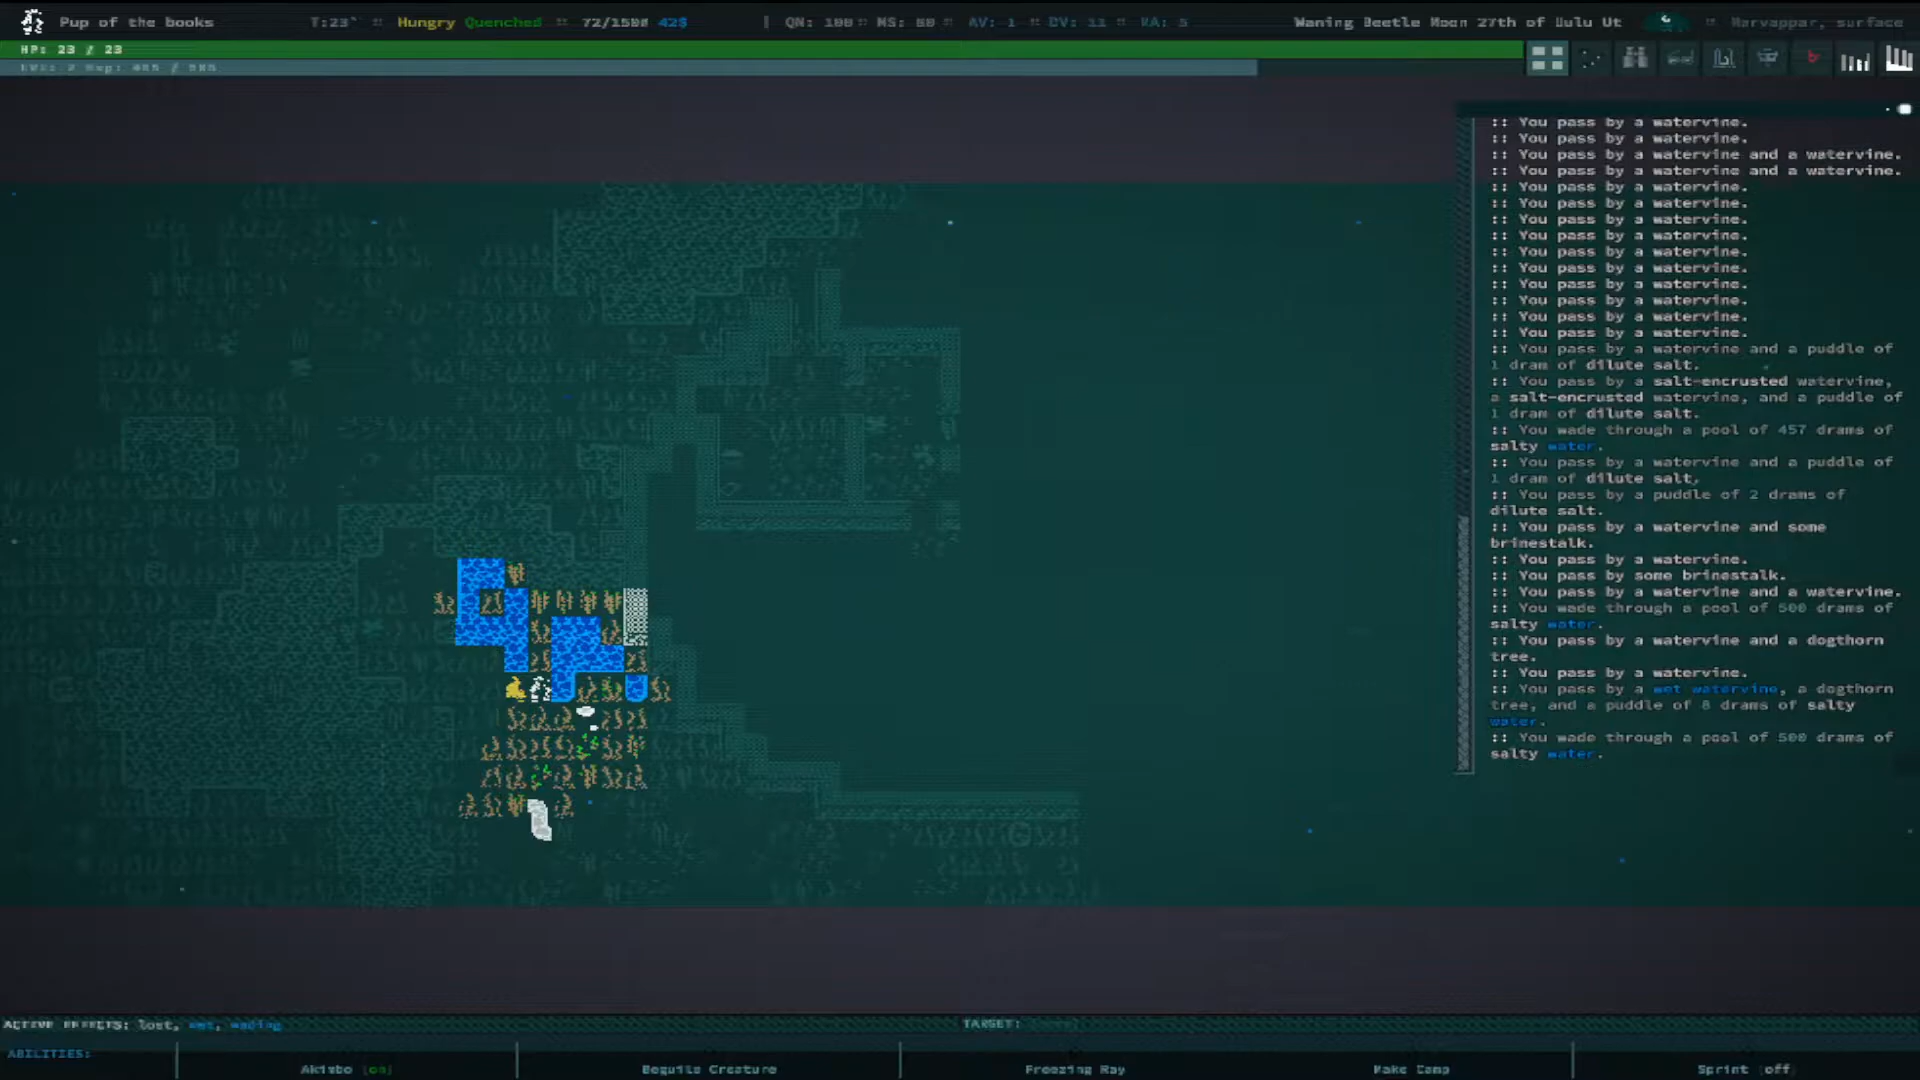 Pup of the books T:23° Hungry Quenched 72/150# 42$ QN: 100 MS: 80 AV: 1 DV: 11 MA: 5 Waning Beetle Moon 27th of Uulu Ut surface
HP: 23 / 23
:: You pass by a watervine.
:: You pass by a watervine.
:: You pass by a watervine and a watervine.
:: You pass by a watervine and a watervine.
:: You pass by a watervine.
:: You pass by a watervine.
:: You pass by a watervine.
:: You pass by a watervine.
:: You pass by a watervine.
:: You pass by a watervine.
:: You pass by a watervine.
:: You pass by a watervine.
:: You pass by a watervine.
:: You pass by a watervine.
:: You pass by a watervine and a puddle of
1 dram of dilute salt.
:: You pass by a salt-encrusted watervine,
a salt-encrusted watervine, and a puddle of
1 dram of dilute salt.
:: You wade through a pool of 457 drams of
salty water.
:: You pass by a watervine and a puddle of
1 dram of dilute salt.
:: You pass by a puddle of 2 drams of
dilute salt.
:: You pass by a watervine and some
brinestalk.
:: You pass by a watervine.
:: You pass by some brinestalk.
:: You pass by a watervine and a watervine.
:: You wade through a pool of 500 drams of
salty water.
:: You pass by a watervine and a dogthorn
tree.
:: You pass by a watervine.
:: You pass by a wet watervine, a dogthorn
tree, and a puddle of 8 drams of salty
water.
:: You wade through a pool of 500 drams of
salty water.
ACTIVE EFFECTS: lost, wet, wading TARGET:
ABILITIES: Akimbo [on] Beguile Creature Freezing Ray Make Camp Sprint [off]